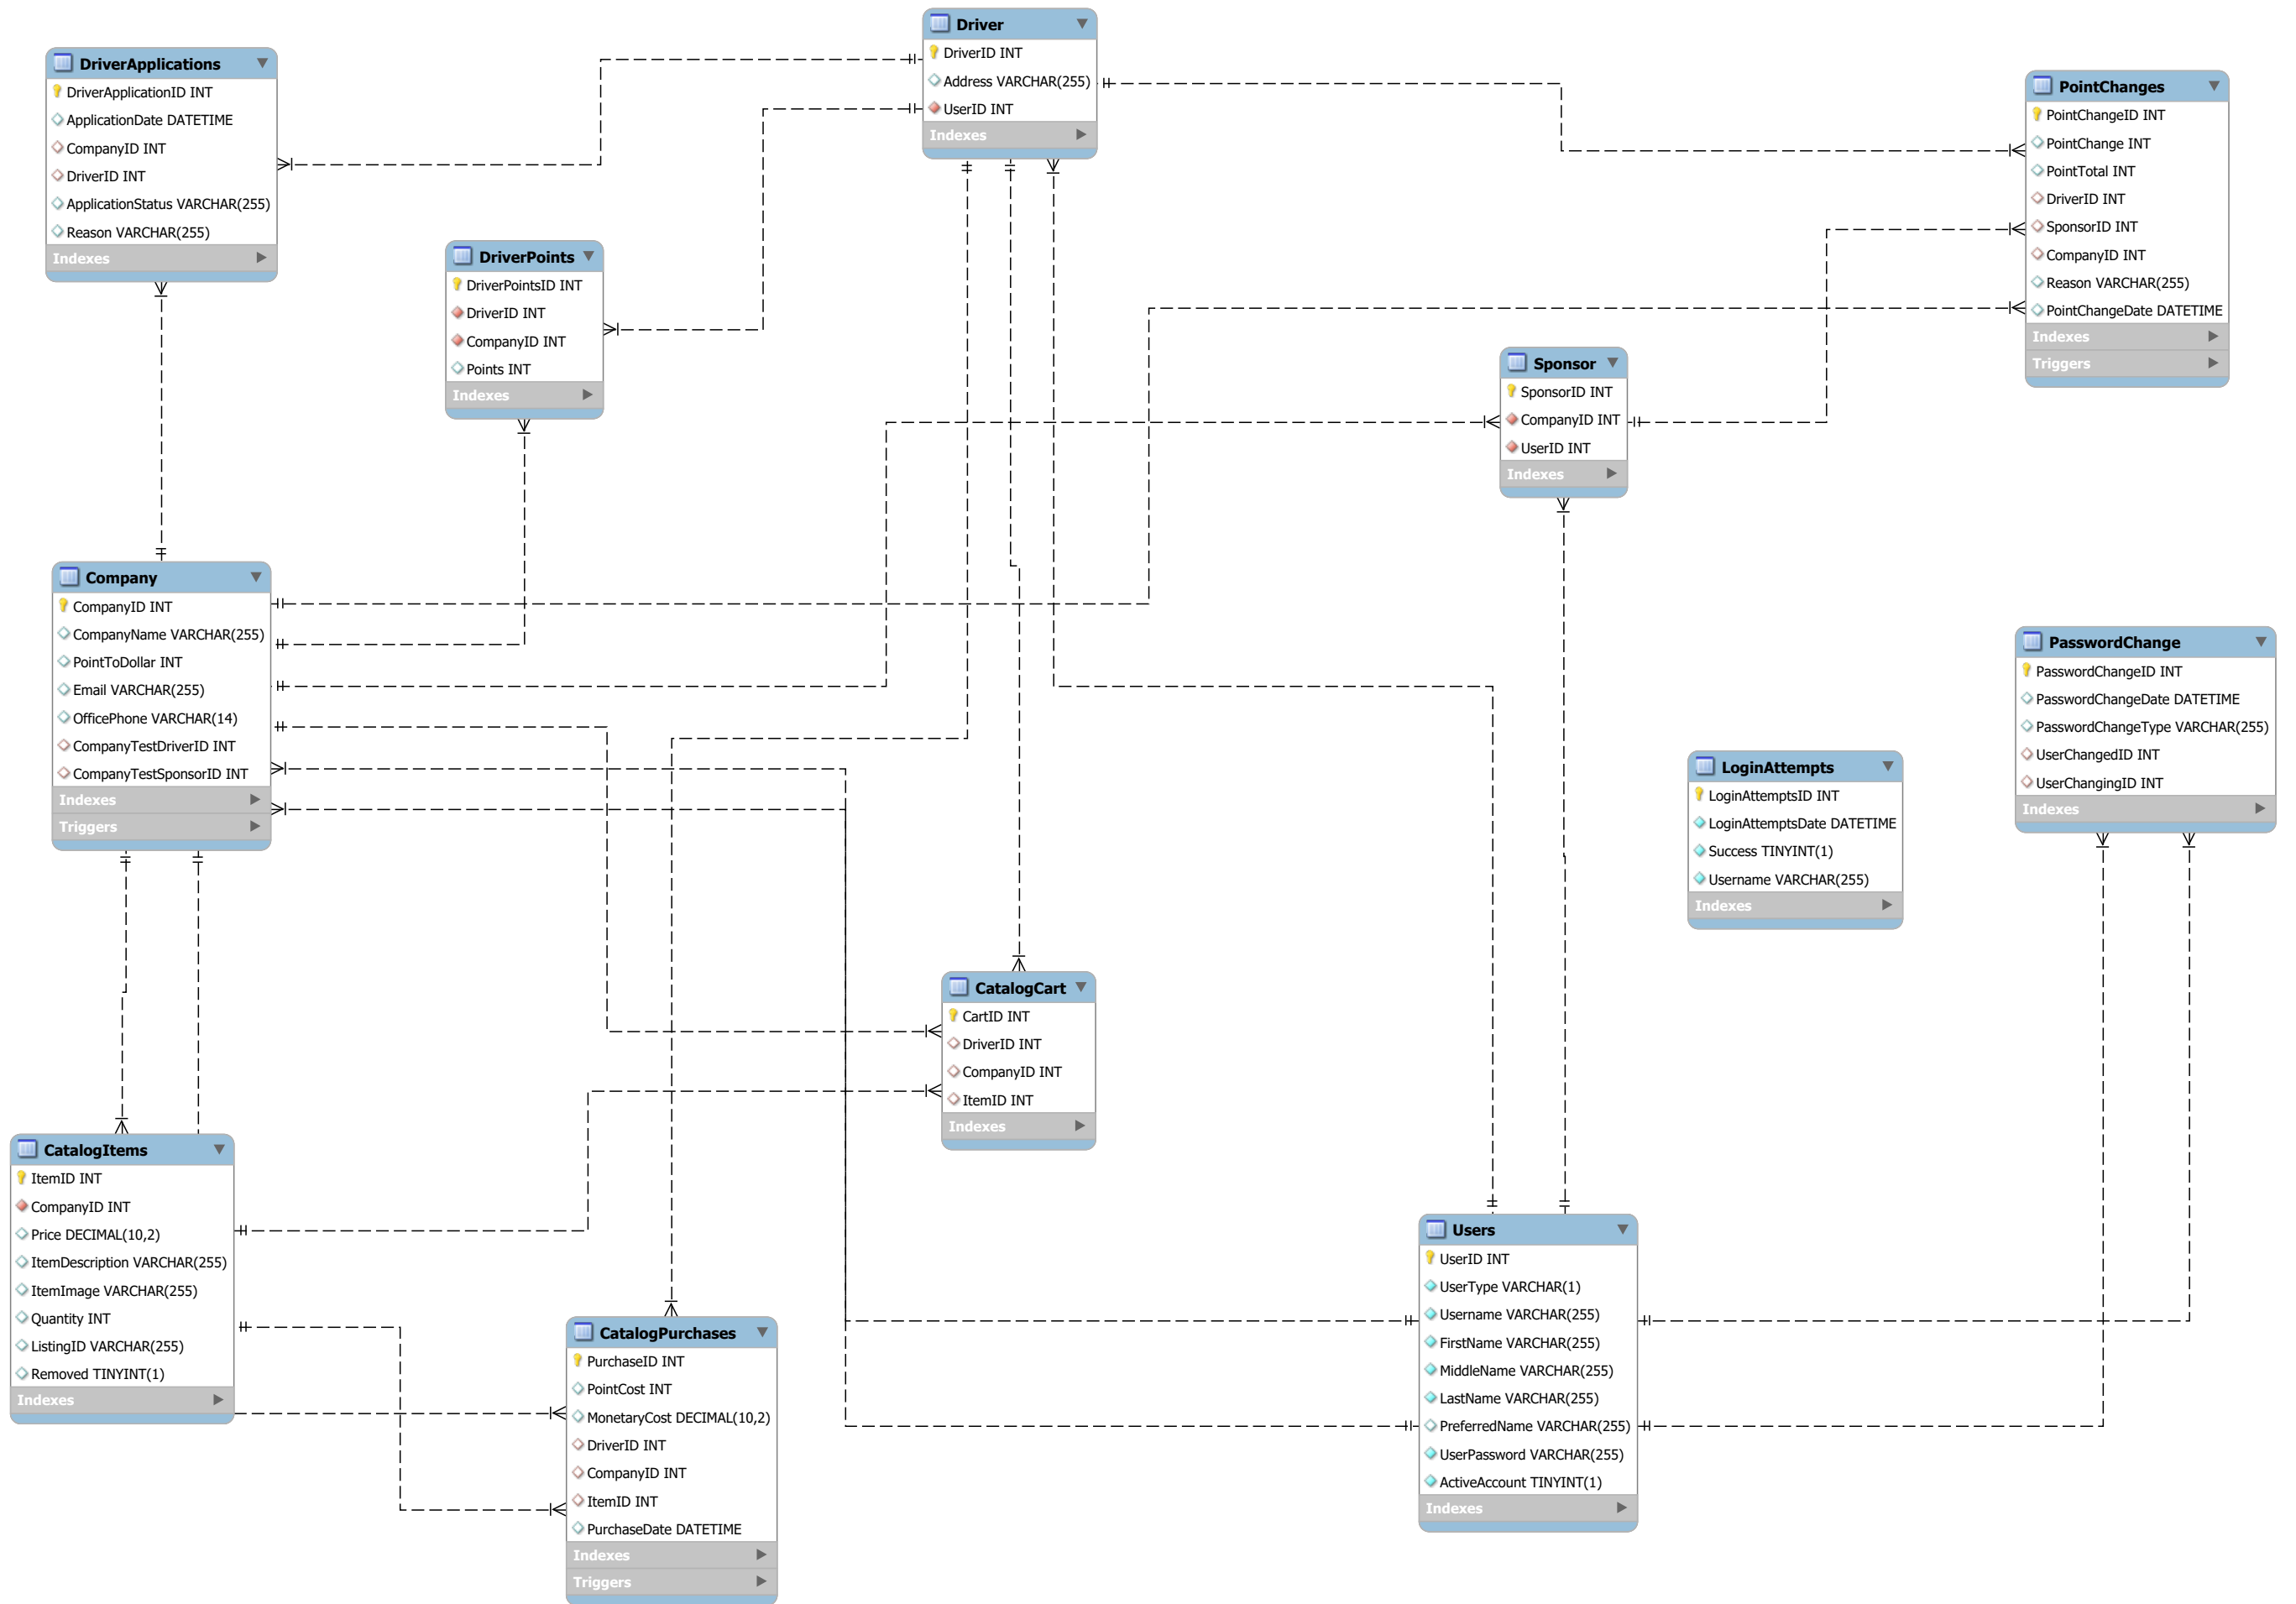 Driver
DriverID INT
Address VARCHAR(255)
UserID INT
Indexes
DriverApplications
DriverApplicationID INT
ApplicationDate DATETIME
CompanyID INT
DriverID INT
ApplicationStatus VARCHAR(255)
Reason VARCHAR(255)
Indexes
PointChanges
PointChangeID INT
PointChange INT
PointTotal INT
DriverID INT
SponsorID INT
CompanyID INT
Reason VARCHAR(255)
PointChangeDate DATETIME
Indexes
Triggers
DriverPoints
DriverPointsID INT
DriverID INT
CompanyID INT
Points INT
Indexes
Sponsor
SponsorID INT
CompanyID INT
UserID INT
Indexes
Company
CompanyID INT
CompanyName VARCHAR(255)
PointToDollar INT
Email VARCHAR(255)
OfficePhone VARCHAR(14)
CompanyTestDriverID INT
CompanyTestSponsorID INT
Indexes
Triggers
PasswordChange
PasswordChangeID INT
PasswordChangeDate DATETIME
PasswordChangeType VARCHAR(255)
UserChangedID INT
UserChangingID INT
Indexes
LoginAttempts
LoginAttemptsID INT
LoginAttemptsDate DATETIME
Success TINYINT(1)
Username VARCHAR(255)
Indexes
CatalogCart
CartID INT
DriverID INT
CompanyID INT
ItemID INT
Indexes
CatalogItems
ItemID INT
CompanyID INT
Price DECIMAL(10,2)
ItemDescription VARCHAR(255)
ItemImage VARCHAR(255)
Quantity INT
ListingID VARCHAR(255)
Removed TINYINT(1)
Indexes
CatalogPurchases
PurchaseID INT
PointCost INT
MonetaryCost DECIMAL(10,2)
DriverID INT
CompanyID INT
ItemID INT
PurchaseDate DATETIME
Indexes
Triggers
Users
UserID INT
UserType VARCHAR(1)
Username VARCHAR(255)
FirstName VARCHAR(255)
MiddleName VARCHAR(255)
LastName VARCHAR(255)
PreferredName VARCHAR(255)
UserPassword VARCHAR(255)
ActiveAccount TINYINT(1)
Indexes